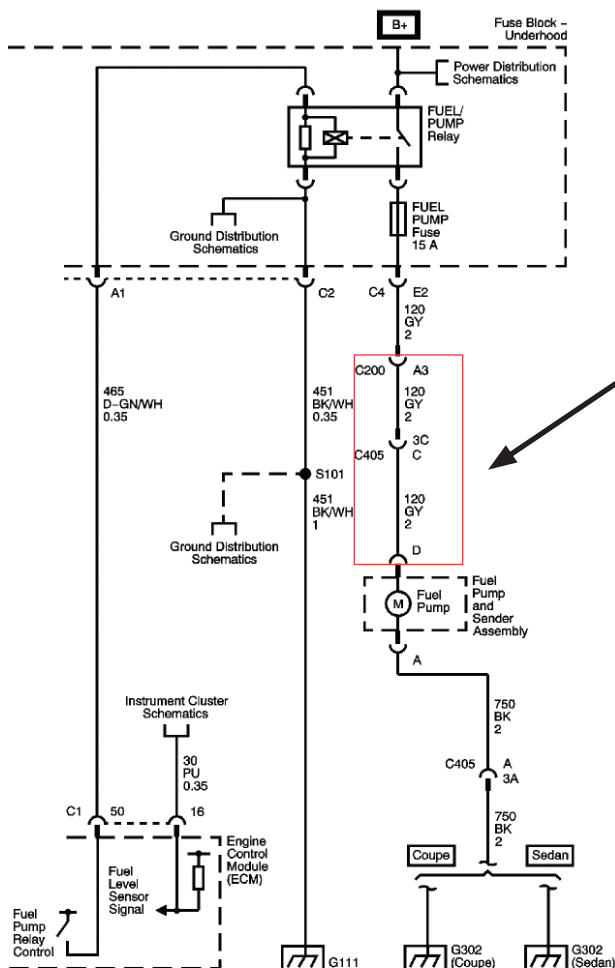 B+
Fuse Block –
Underhood
Power Distribution
Schematics
FUEL/
PUMP
Relay
Ground Distribution
Schematics
FUEL
PUMP
Fuse
15 A
A1
C2
C4
E2
120
GY
2
C200
A3
465
D-GN/WH
0.35
451
BK/WH
0.35
120
GY
2
3C
C405
C
S101
451
BK/WH
1
120
GY
2
Ground Distribution
Schematics
D
Fuel
Pump
and
Sender
Assembly
M
Fuel
Pump
A
Instrument Cluster
Schematics
750
BK
2
30
PU
0.35
C405
A
3A
C1
50
16
750
BK
2
Engine
Control
Module
(ECM)
Coupe
Sedan
Fuel
Level
Sensor
Signal
Fuel
Pump
Relay
Control
G111
G302
(Coupe)
G302
(Sedan)